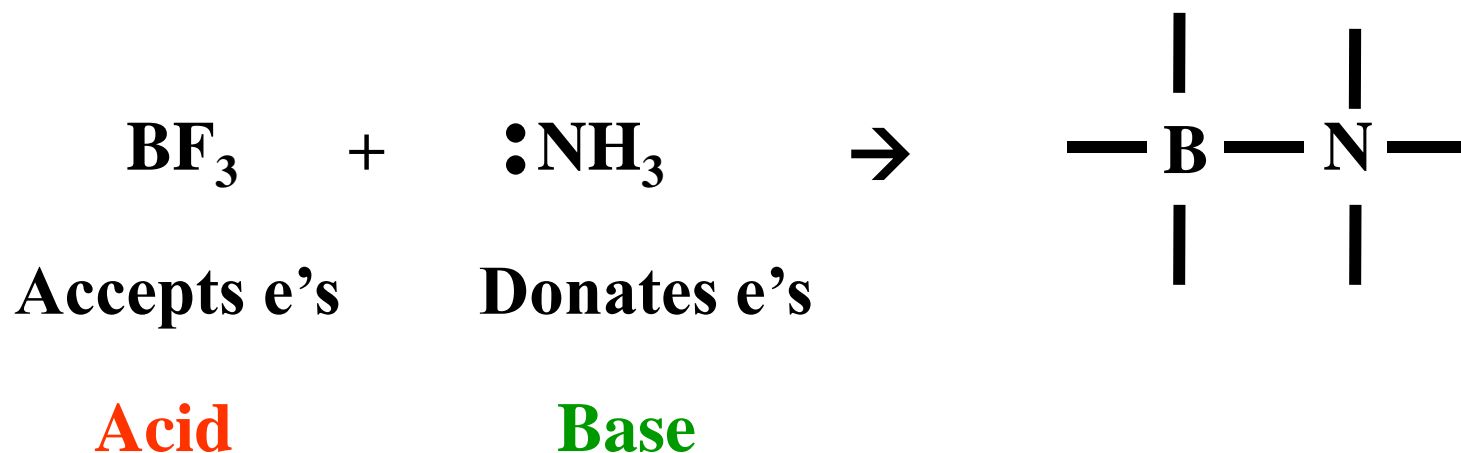 BF₃ + :NH₃ → B N
Accepts e’s Donates e’s
Acid Base